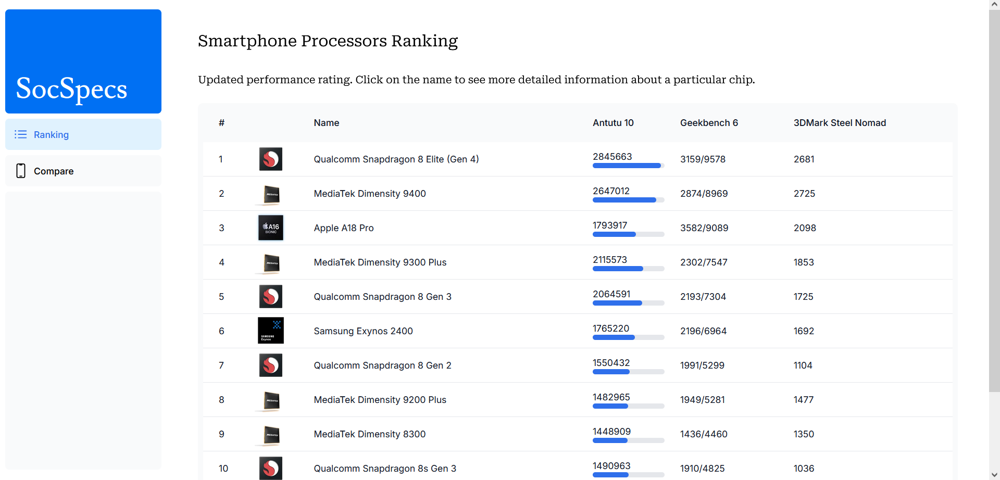 SocSpecs
Ranking
Compare
Smartphone Processors Ranking
Updated performance rating. Click on the name to see more detailed information about a particular chip.
# Name Antutu 10 Geekbench 6 3DMark Steel Nomad
1 Qualcomm Snapdragon 8 Elite (Gen 4) 2845663 3159/9578 2681
MEDIATEK
2 MediaTek Dimensity 9400 2647012 2874/8969 2725
A16
BIONIC
3 Apple A18 Pro 1793917 3582/9089 2098
MEDIATEK
4 MediaTek Dimensity 9300 Plus 2115573 2302/7547 1853
5 Qualcomm Snapdragon 8 Gen 3 2064591 2193/7304 1725
SAMSUNG
Exynos
6 Samsung Exynos 2400 1765220 2196/6964 1692
7 Qualcomm Snapdragon 8 Gen 2 1550432 1991/5299 1104
MEDIATEK
8 MediaTek Dimensity 9200 Plus 1482965 1949/5281 1477
MEDIATEK
9 MediaTek Dimensity 8300 1448909 1436/4460 1350
10 Qualcomm Snapdragon 8s Gen 3 1490963 1910/4825 1036